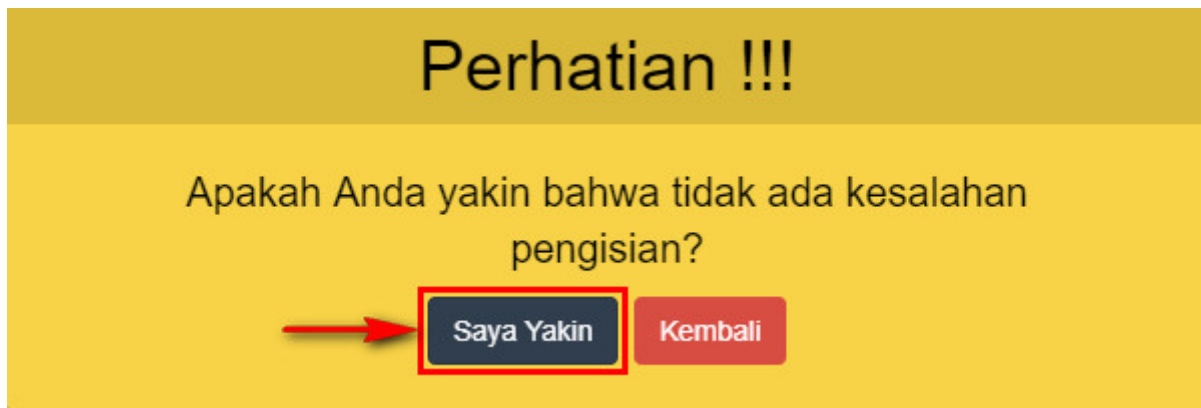 Perhatian !!!
Apakah Anda yakin bahwa tidak ada kesalahan
pengisian?
Saya Yakin Kembali